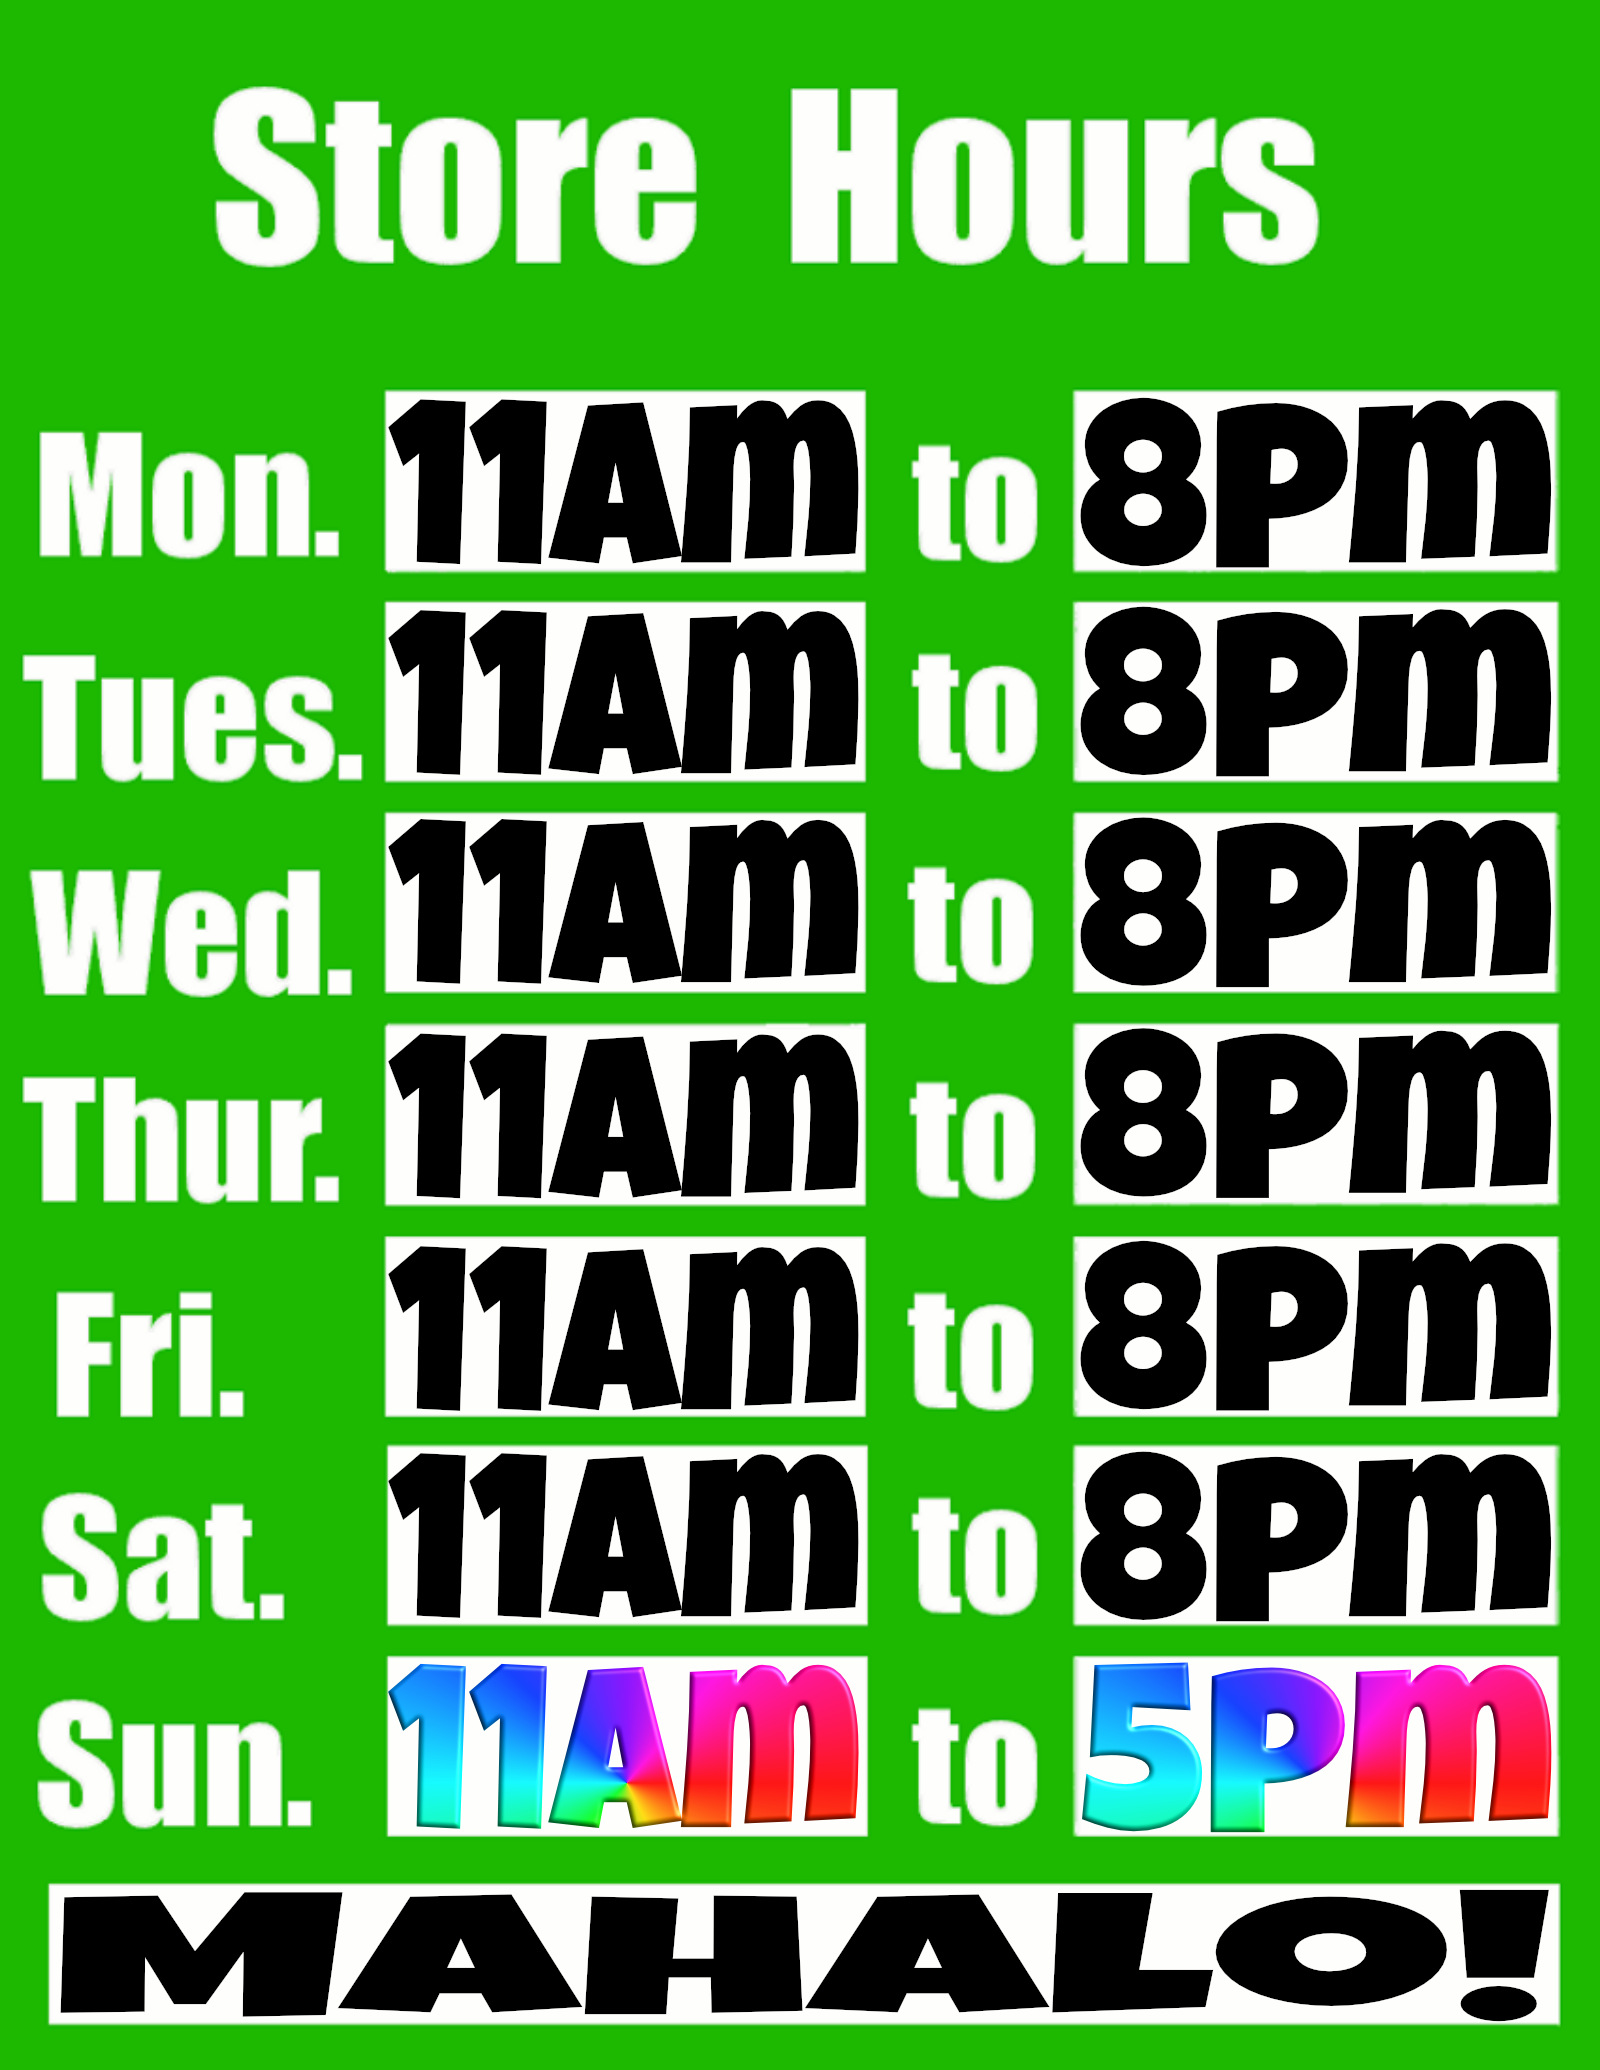 Store Hours
Mon. 11AM to 8PM
Tues. 11AM to 8PM
Wed. 11AM to 8PM
Thur. 11AM to 8PM
Fri. 11AM to 8PM
Sat. 11AM to 8PM
Sun. 11AM to 5PM
MAHALO!